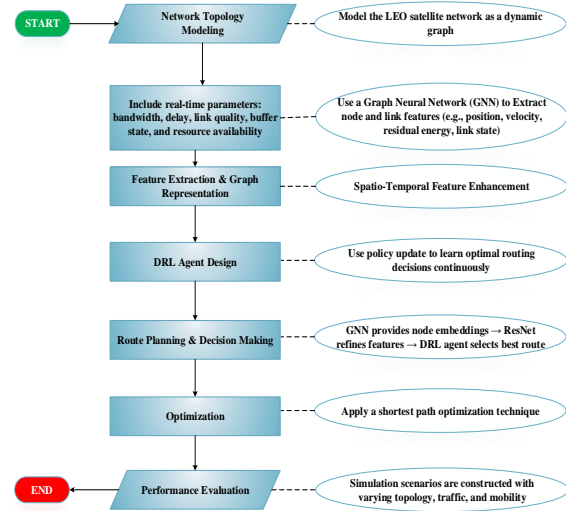 START
Network Topology
Modeling
Model the LEO satellite network as a dynamic
graph
Include real-time parameters:
bandwidth, delay, link quality, buffer
state, and resource availability
Use a Graph Neural Network (GNN) to Extract
node and link features (e.g., position, velocity,
residual energy, link state)
Feature Extraction & Graph
Representation
Spatio-Temporal Feature Enhancement
DRL Agent Design
Use policy update to learn optimal routing
decisions continuously
Route Planning & Decision Making
GNN provides node embeddings → ResNet
refines features → DRL agent selects best route
Optimization
Apply a shortest path optimization technique
END
Performance Evaluation
Simulation scenarios are constructed with
varying topology, traffic, and mobility